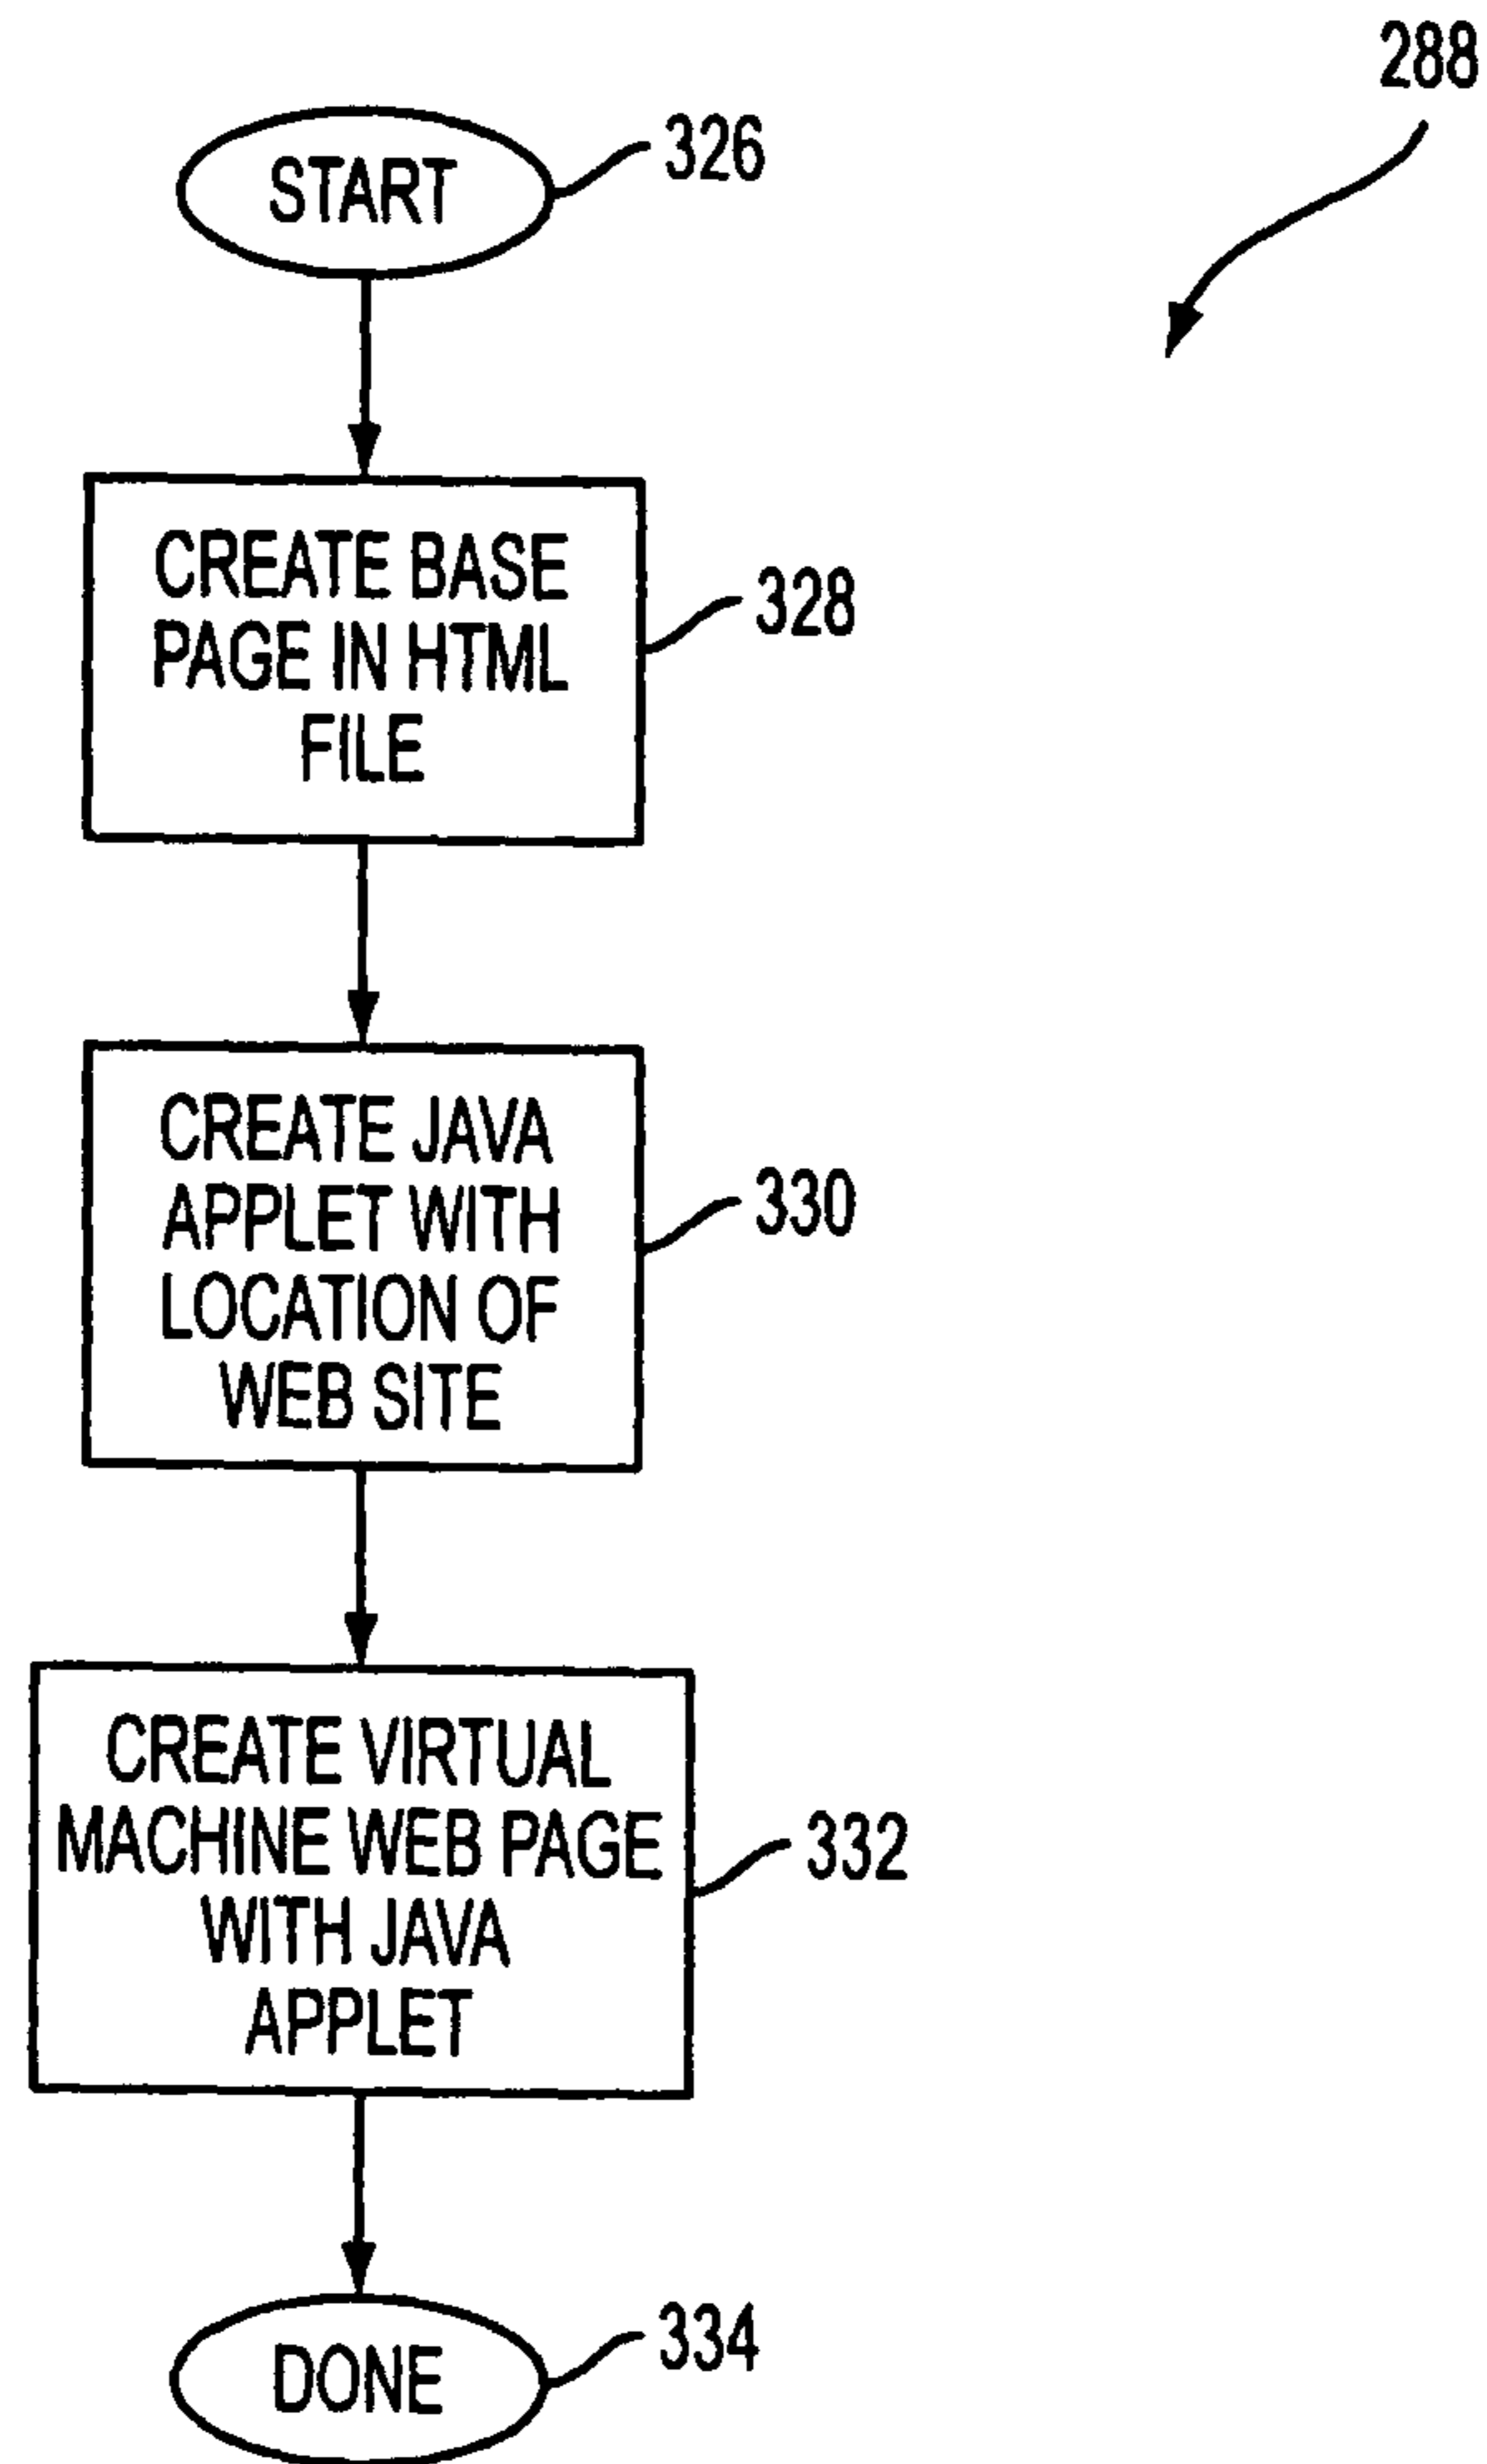 288
START
326
CREATE BASE
PAGE IN HTML
FILE
328
CREATE JAVA
APPLET WITH
LOCATION OF
WEB SITE
330
CREATE VIRTUAL
MACHINE WEB PAGE
WITH JAVA
APPLET
332
DONE
334